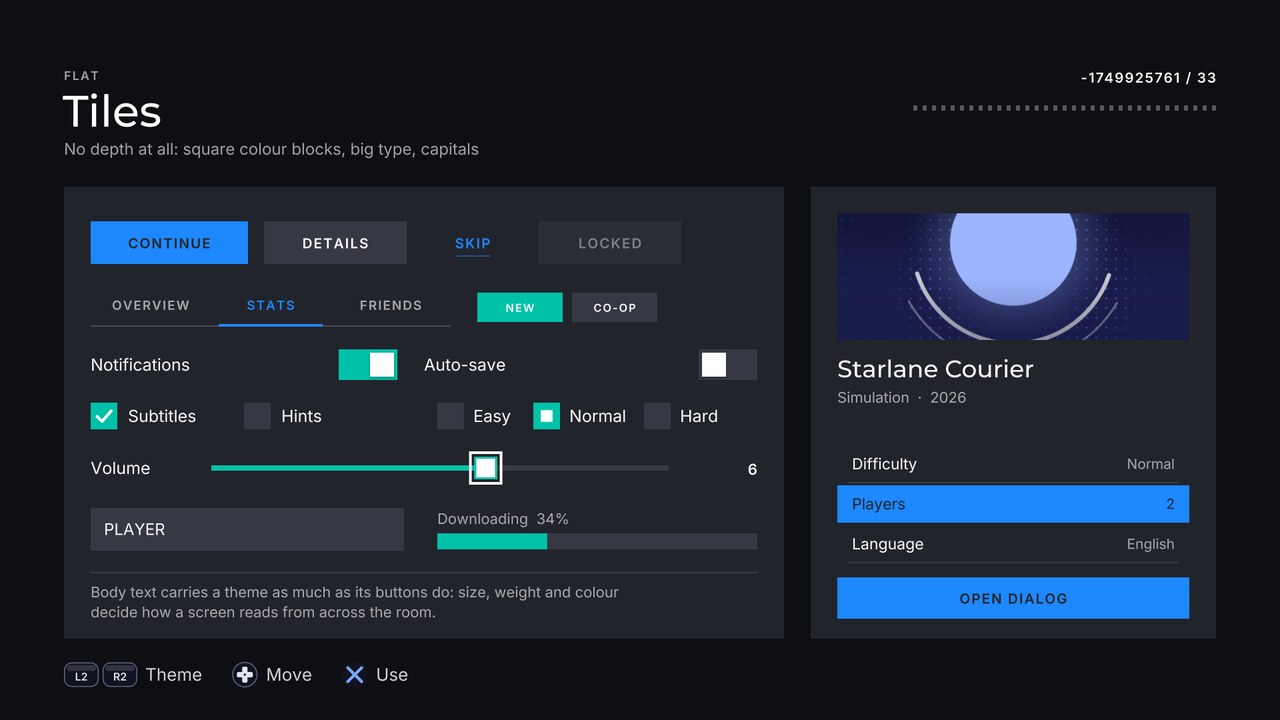 FLAT
Tiles
No depth at all: square colour blocks, big type, capitals
-1749925761 / 33
CONTINUE
DETAILS
SKIP
LOCKED
OVERVIEW
STATS
FRIENDS
NEW
CO-OP
Notifications
Auto-save
Subtitles
Hints
Easy
Normal
Hard
Volume
6
PLAYER
Downloading 34%
Body text carries a theme as much as its buttons do: size, weight and colour
decide how a screen reads from across the room.
Starlane Courier
Simulation · 2026
Difficulty
Normal
Players
2
Language
English
OPEN DIALOG
L2
R2
Theme
Move
Use